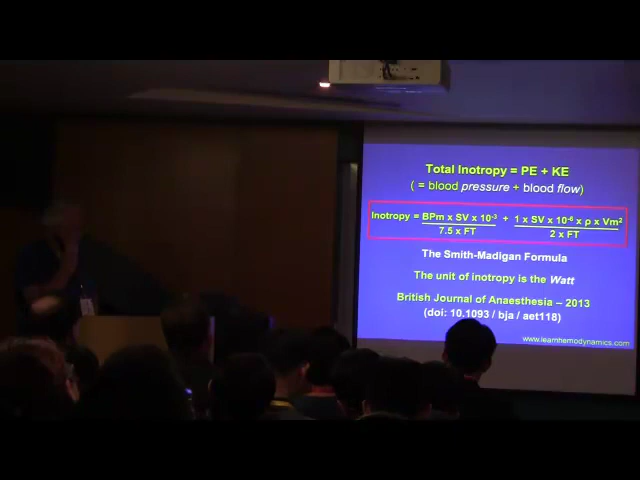 Total Inotropy = PE + KE
( = blood pressure + blood flow)
Inotropy = BPm x SV x 10⁻³ + 1 x SV x 10⁻⁶ x ρ x Vm²
7.5 x FT 2 x FT
The Smith-Madigan Formula
The unit of inotropy is the Watt
British Journal of Anaesthesia – 2013
(doi: 10.1093 / bja / aet118)
www.learnhemodynamics.com